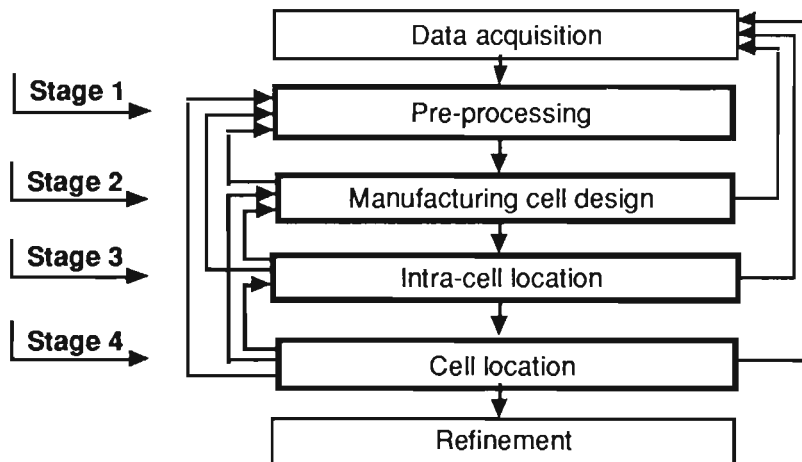 Data acquisition
Stage 1
Pre-processing
Stage 2
Manufacturing cell design
Stage 3
Intra-cell location
Stage 4
Cell location
Refinement